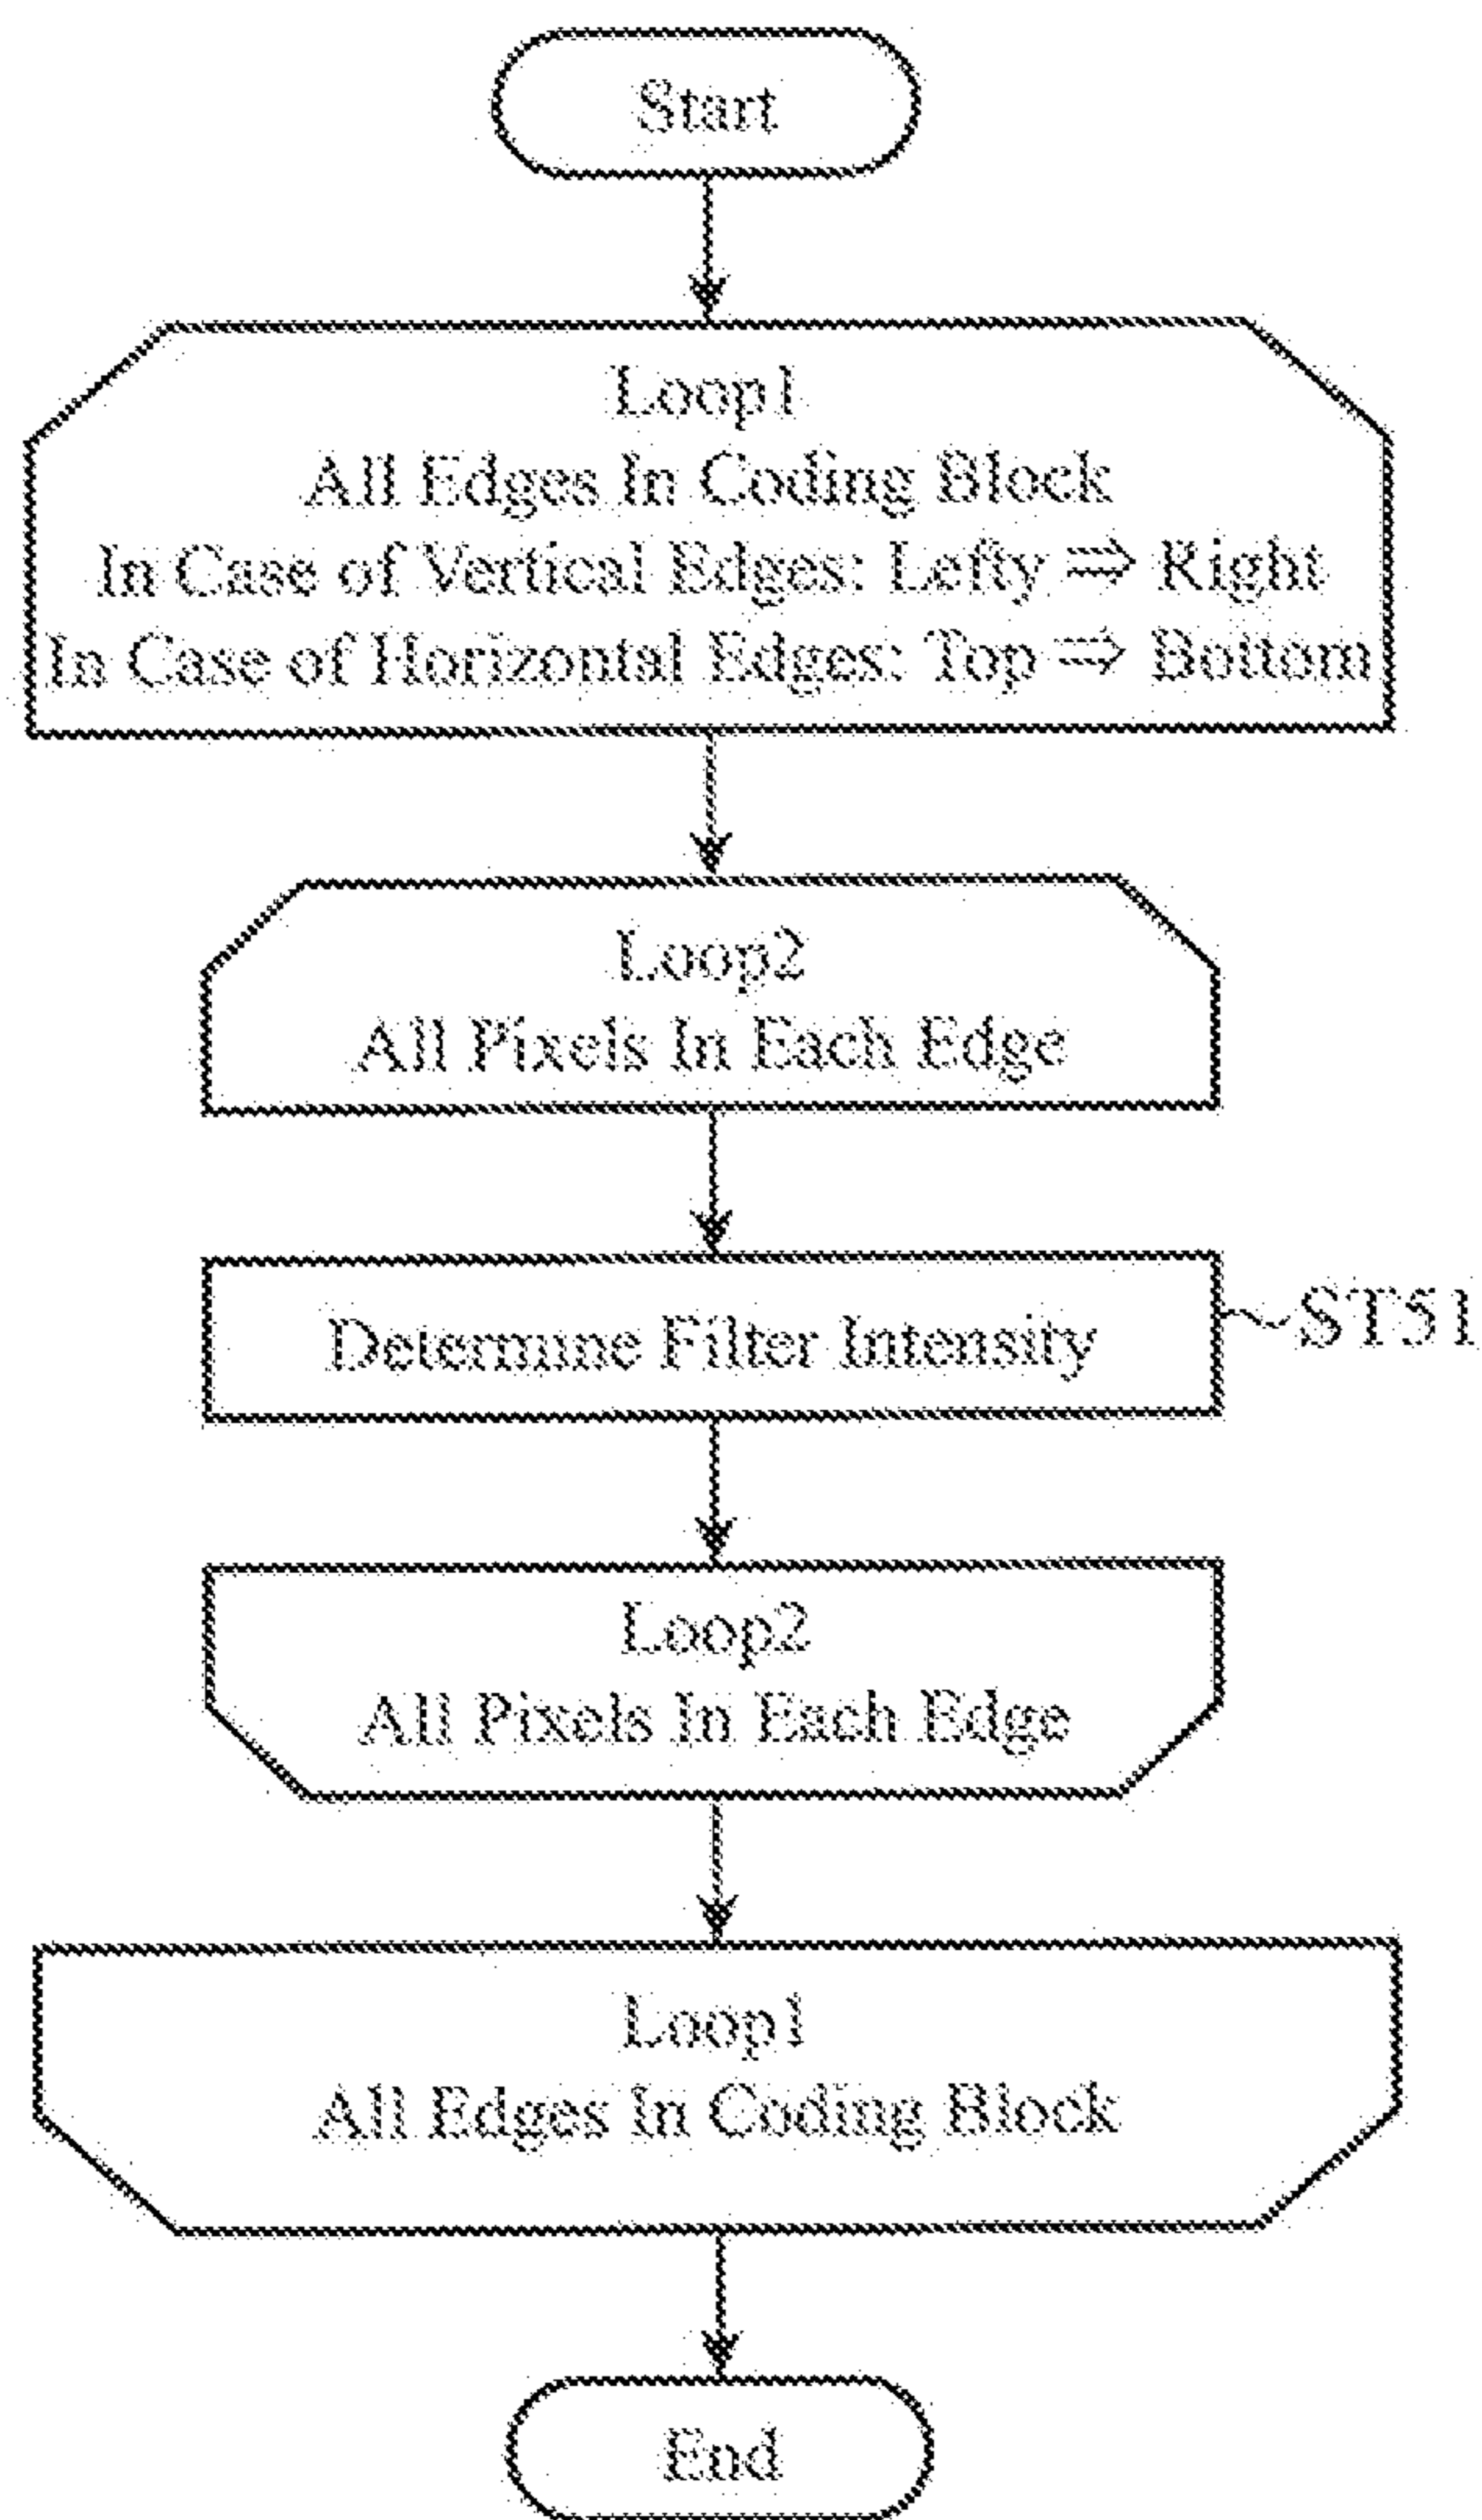 Start
Loop1
All Edges In Coding Block
In Case of Vertical Edges: Lefty ⇒ Right
In Case of Horizontal Edges: Top ⇒ Bottom
Loop2
All Pixels In Each Edge
Determine Filter Intensity
ST51
Loop2
All Pixels In Each Edge
Loop1
All Edges In Coding Block
End